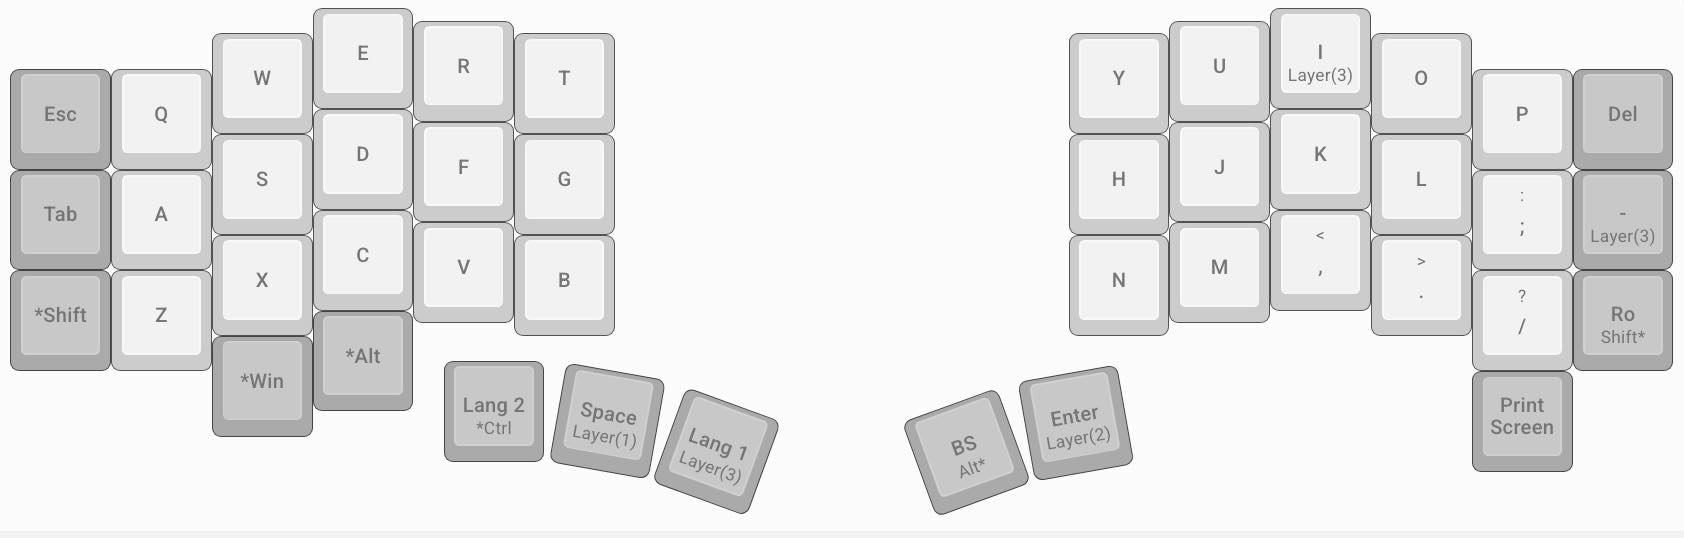 Esc
Q
W
E
R
T
Tab
A
S
D
F
G
*Shift
Z
X
C
V
B
*Win
*Alt
Lang 2
*Ctrl
Space
Layer(1)
Lang 1
Layer(3)
Y
U
I
Layer(3)
O
P
Del
H
J
K
L
:
;
-
Layer(3)
N
M
<
,
>
.
?
/
Ro
Shift*
BS
Alt*
Enter
Layer(2)
Print
Screen